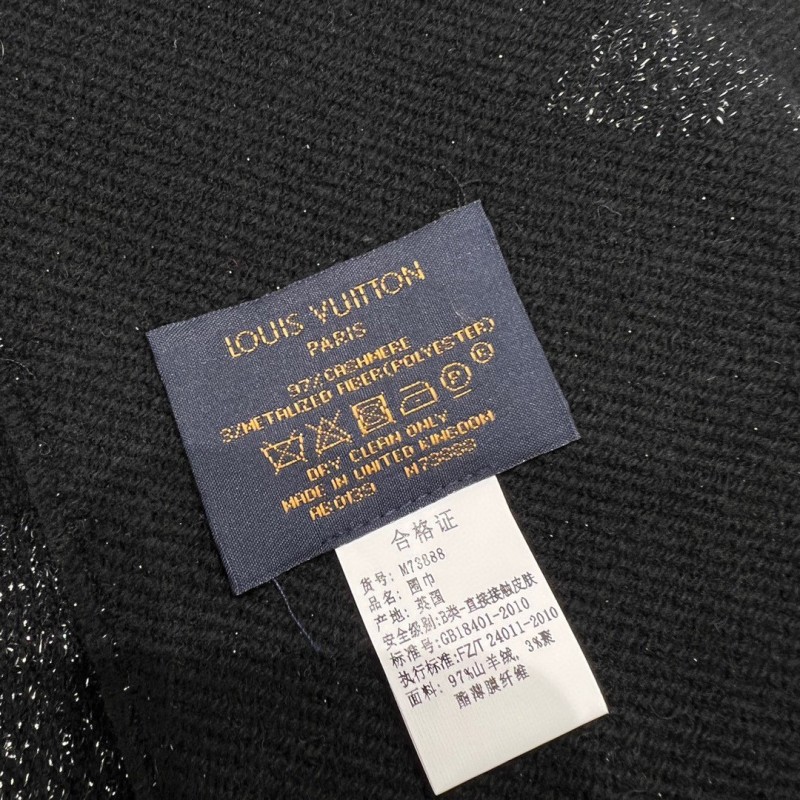 LOUIS VUITTON
PARIS
97% CASHMERE
3%METALIZED FIBER(POLYESTER)
P R
DRY CLEAN ONLY
MADE IN UNITED KINGDOM
AG0139
合格证
货号: M73888
品名: 围巾
产地: 英国
安全级别:B类-直接接触皮肤
标准号:GB18401-2010
执行标准:FZ/T 24011-2010
面料: 97%山羊绒, 3%聚
酯薄膜纤维